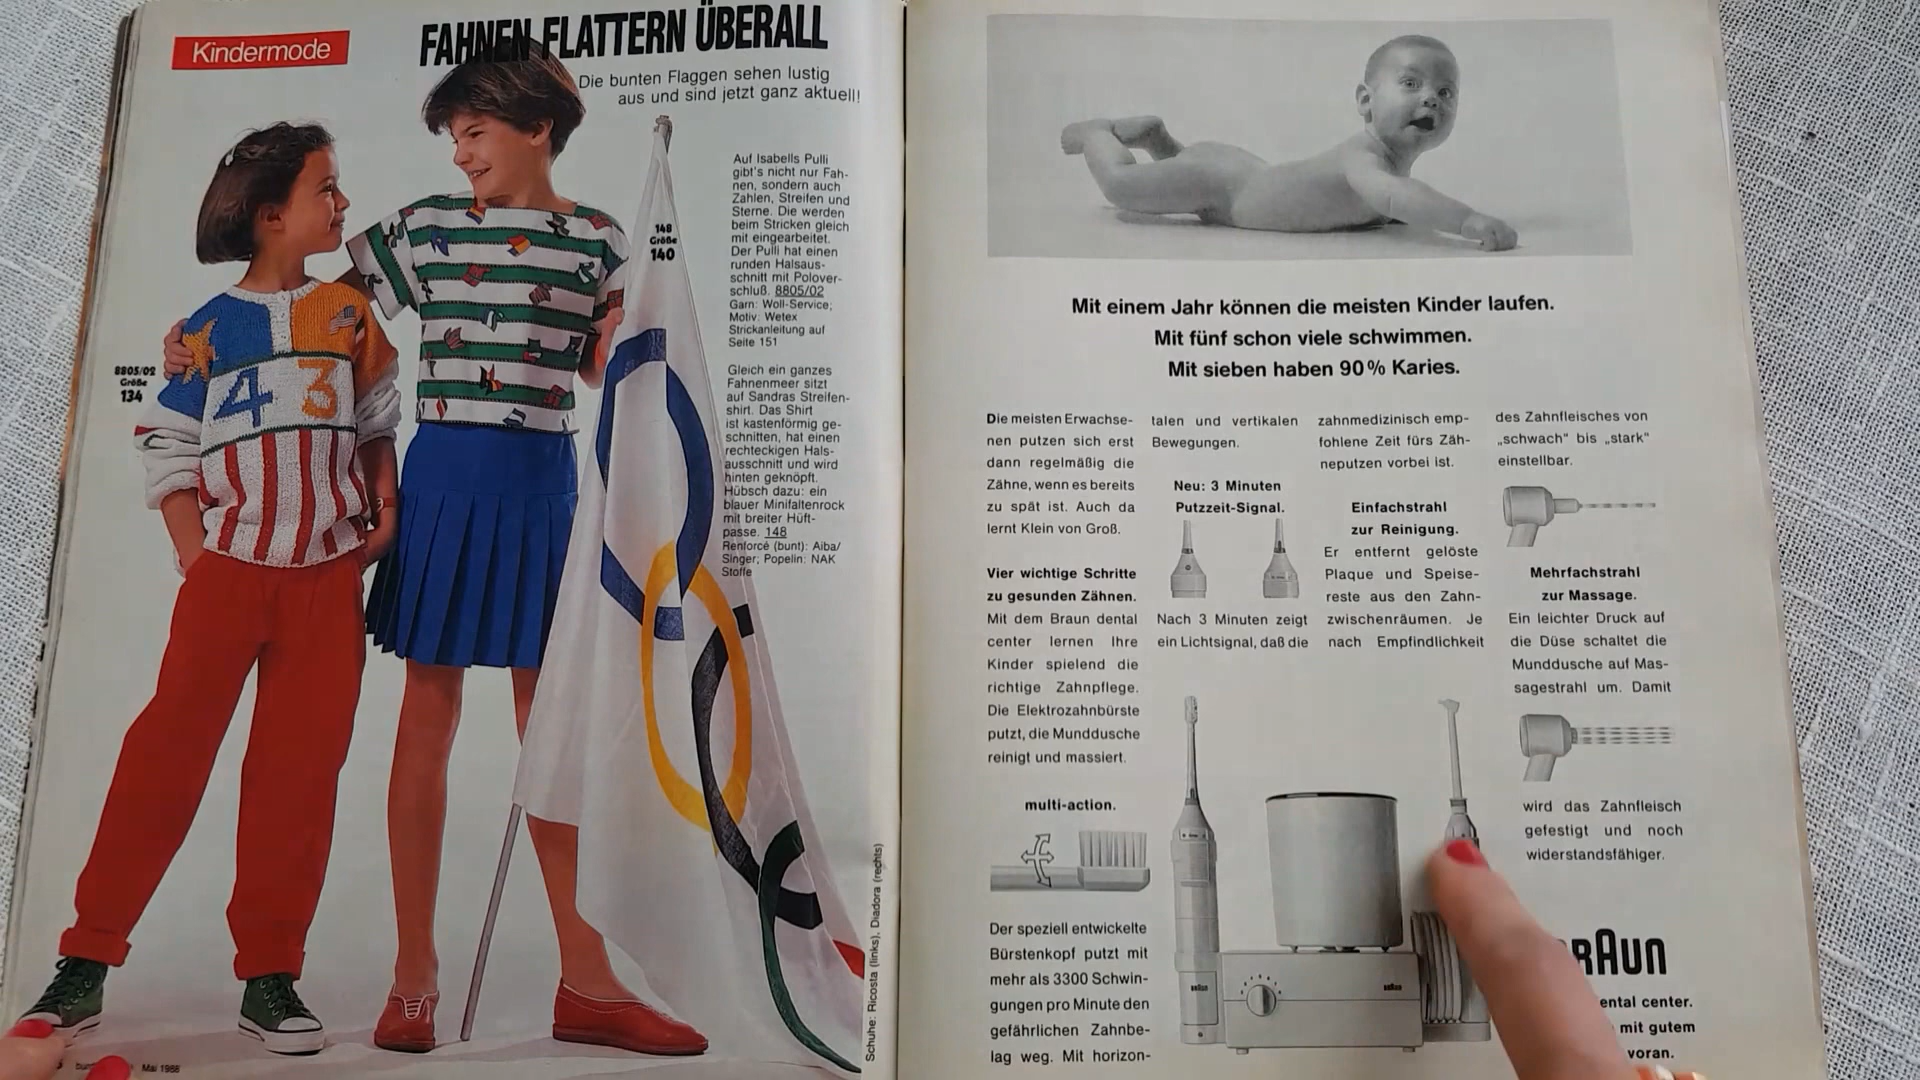 Kindermode
FAHNEN FLATTERN ÜBERALL
Die bunten Flaggen sehen lustig
aus und sind jetzt ganz aktuell!
Auf Isabells Pulli
gibt's nicht nur Fah-
nen, sondern auch
Zahlen, Streifen und
Sterne. Die werden
beim Stricken gleich
mit eingearbeitet.
Der Pulli hat einen
runden Halsaus-
schnitt mit Polover-
schluß. 8805/02
Garn: Woll-Service;
Motiv: Wetex
Strickanleitung auf
Seite 151
148
Größe
140
8805/02
Größe
134
4 3
Gleich ein ganzes
Fahnenmeer sitzt
auf Sandras Streifen-
shirt. Das Shirt
ist kastenförmig ge-
schnitten, hat einen
rechteckigen Hals-
ausschnitt und wird
hinten geknöpft.
Hübsch dazu: ein
blauer Minifaltenrock
mit breiter Hüft-
passe. 148
Renforcé (bunt): Aiba/
Singer; Popelin: NAK
Stoffe
Schuhe: Ricosta (links), Diadora (rechts)
Mai 1988
Mit einem Jahr können die meisten Kinder laufen.
Mit fünf schon viele schwimmen.
Mit sieben haben 90% Karies.
Die meisten Erwachse-
nen putzen sich erst
dann regelmäßig die
Zähne, wenn es bereits
zu spät ist. Auch da
lernt Klein von Groß.
Vier wichtige Schritte
zu gesunden Zähnen.
Mit dem Braun dental
center lernen Ihre
Kinder spielend die
richtige Zahnpflege.
Die Elektrozahnbürste
putzt, die Munddusche
reinigt und massiert.
multi-action.
Der speziell entwickelte
Bürstenkopf putzt mit
mehr als 3300 Schwin-
gungen pro Minute den
gefährlichen Zahnbe-
lag weg. Mit horizon-
talen und vertikalen
Bewegungen.
Neu: 3 Minuten
Putzzeit-Signal.
Nach 3 Minuten zeigt
ein Lichtsignal, daß die
zahnmedizinisch emp-
fohlene Zeit fürs Zäh-
neputzen vorbei ist.
Einfachstrahl
zur Reinigung.
Er entfernt gelöste
Plaque und Speise-
reste aus den Zahn-
zwischenräumen. Je
nach Empfindlichkeit
des Zahnfleisches von
„schwach" bis „stark"
einstellbar.
Mehrfachstrahl
zur Massage.
Ein leichter Druck auf
die Düse schaltet die
Munddusche auf Mas-
sagestrahl um. Damit
wird das Zahnfleisch
gefestigt und noch
widerstandsfähiger.
BRAUN
BRAUN
BRAUN
ental center.
mit gutem
voran.